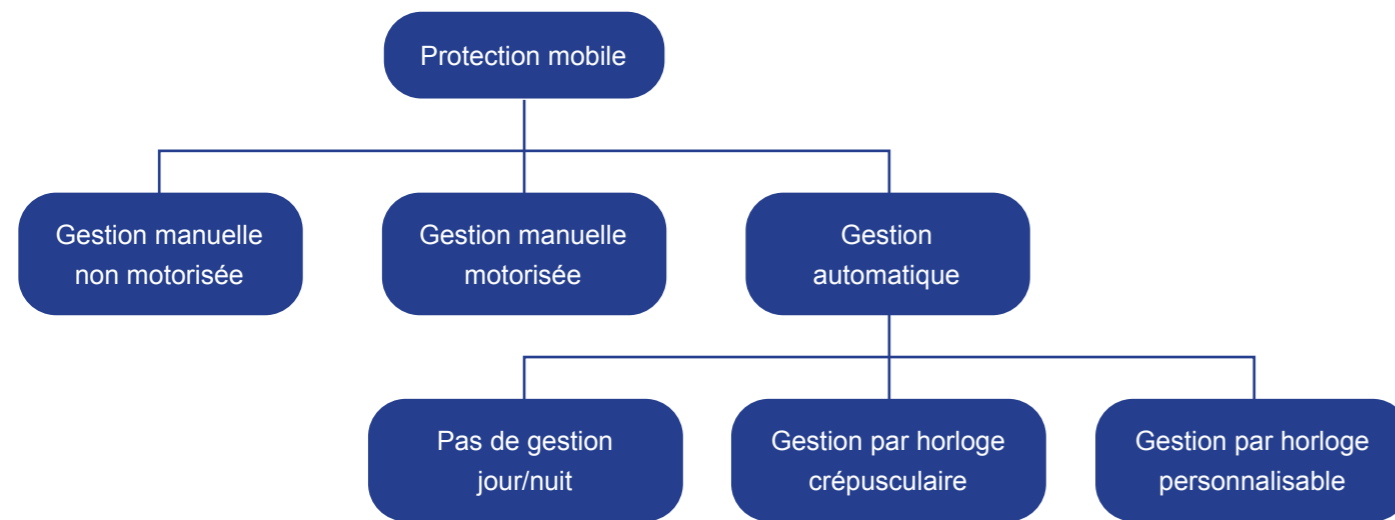 Protection mobile
Gestion manuelle
non motorisée
Gestion manuelle
motorisée
Gestion
automatique
Pas de gestion
jour/nuit
Gestion par horloge
crépusculaire
Gestion par horloge
personnalisable